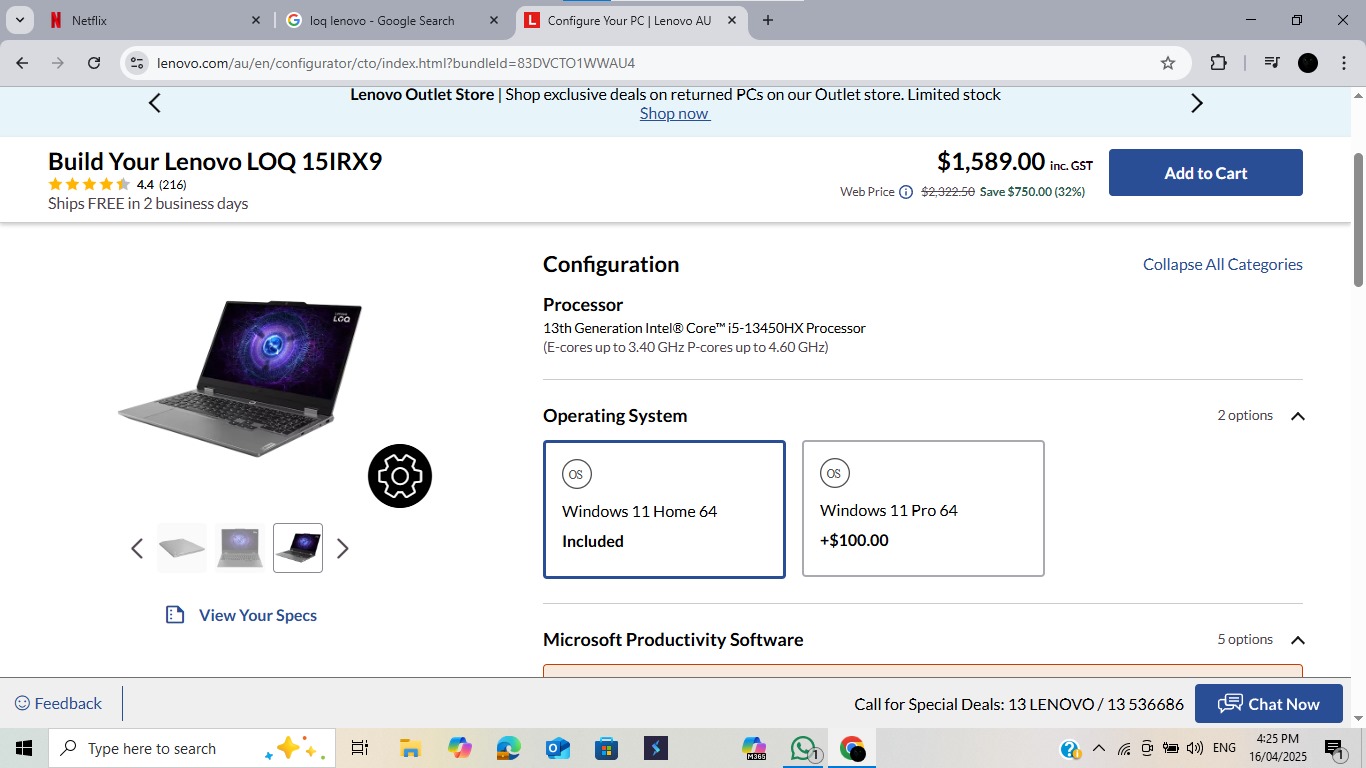 Netflix
loq lenovo - Google Search
L Configure Your PC | Lenovo AU
lenovo.com/au/en/configurator/cto/index.html?bundleId=83DVCTO1WWAU4
Lenovo Outlet Store | Shop exclusive deals on returned PCs on our Outlet store. Limited stock
Shop now
Build Your Lenovo LOQ 15IRX9
4.4 (216)
Ships FREE in 2 business days
$1,589.00 inc. GST
Web Price $2,322.50 Save $750.00 (32%)
Add to Cart
LOQ
View Your Specs
Configuration
Collapse All Categories
Processor
13th Generation Intel® Core™ i5-13450HX Processor
(E-cores up to 3.40 GHz P-cores up to 4.60 GHz)
Operating System
2 options
OS
Windows 11 Home 64
Included
OS
Windows 11 Pro 64
+$100.00
Microsoft Productivity Software
5 options
Feedback
Call for Special Deals: 13 LENOVO / 13 536686
Chat Now
Type here to search
M365
1
ENG
4:25 PM
16/04/2025
1